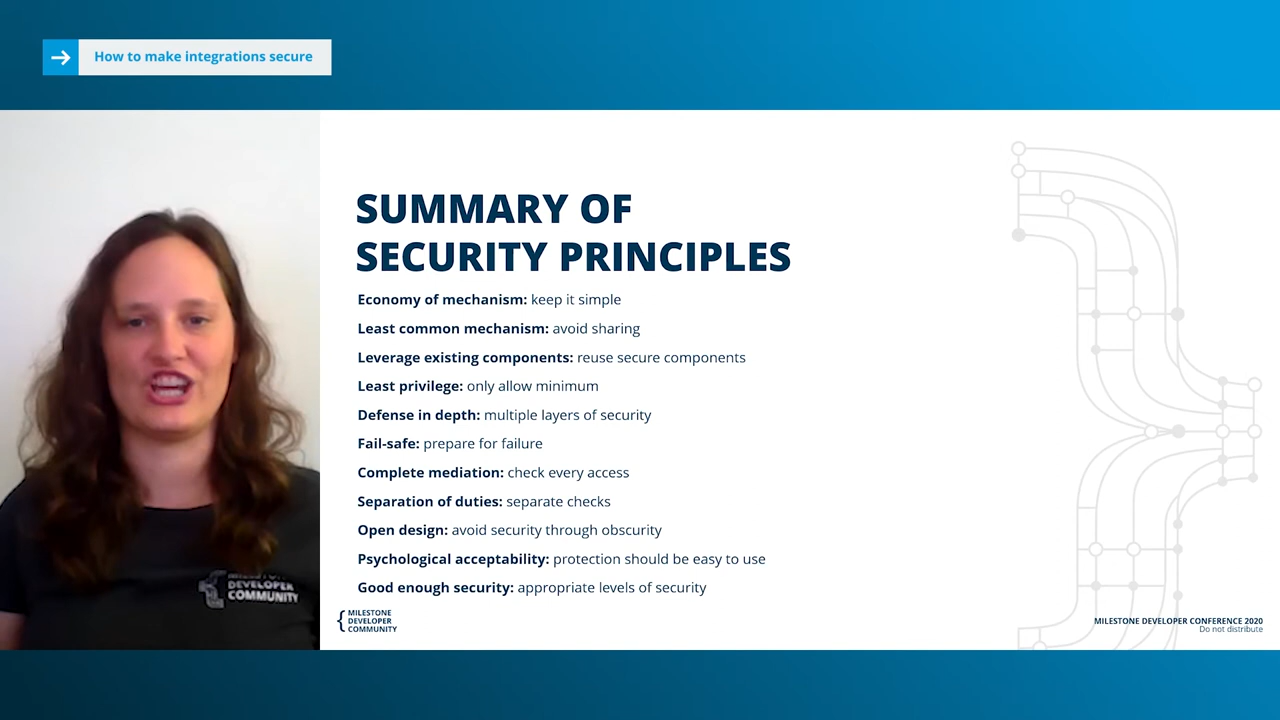 How to make integrations secure
SUMMARY OF
SECURITY PRINCIPLES
Economy of mechanism: keep it simple
Least common mechanism: avoid sharing
Leverage existing components: reuse secure components
Least privilege: only allow minimum
Defense in depth: multiple layers of security
Fail-safe: prepare for failure
Complete mediation: check every access
Separation of duties: separate checks
Open design: avoid security through obscurity
Psychological acceptability: protection should be easy to use
Good enough security: appropriate levels of security
DEVELOPER
COMMUNITY
MILESTONE
DEVELOPER
COMMUNITY
MILESTONE DEVELOPER CONFERENCE 2020
Do not distribute